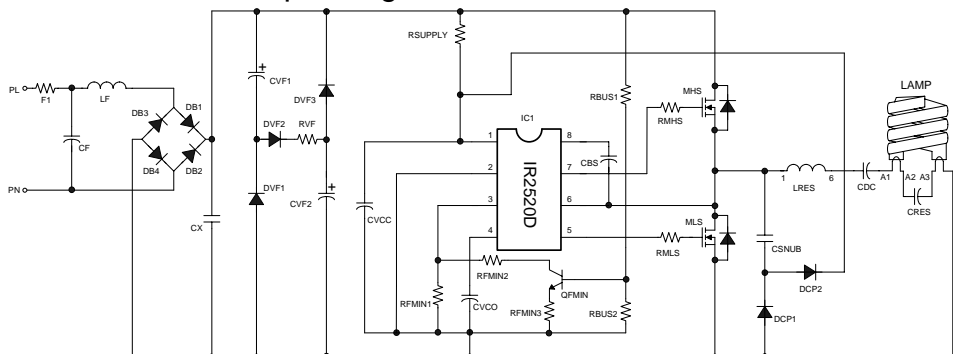 RSUPPLY
PL
F1
LF
CVF1
DVF3
RBUS1
MHS
LAMP
DB3
DB1
CF
DVF2
RVF
IC1
RMHS
DB4
DB2
1
8
CBS
2
7
IR2520D
3
6
4
5
1
6
LRES
CDC
A1
A2
A3
CRES
PN
DVF1
CVF2
CVCC
MLS
CX
RMLS
CSNUB
RFMIN2
RFMIN1
CVCO
RFMIN3
QFMIN
RBUS2
DCP2
DCP1